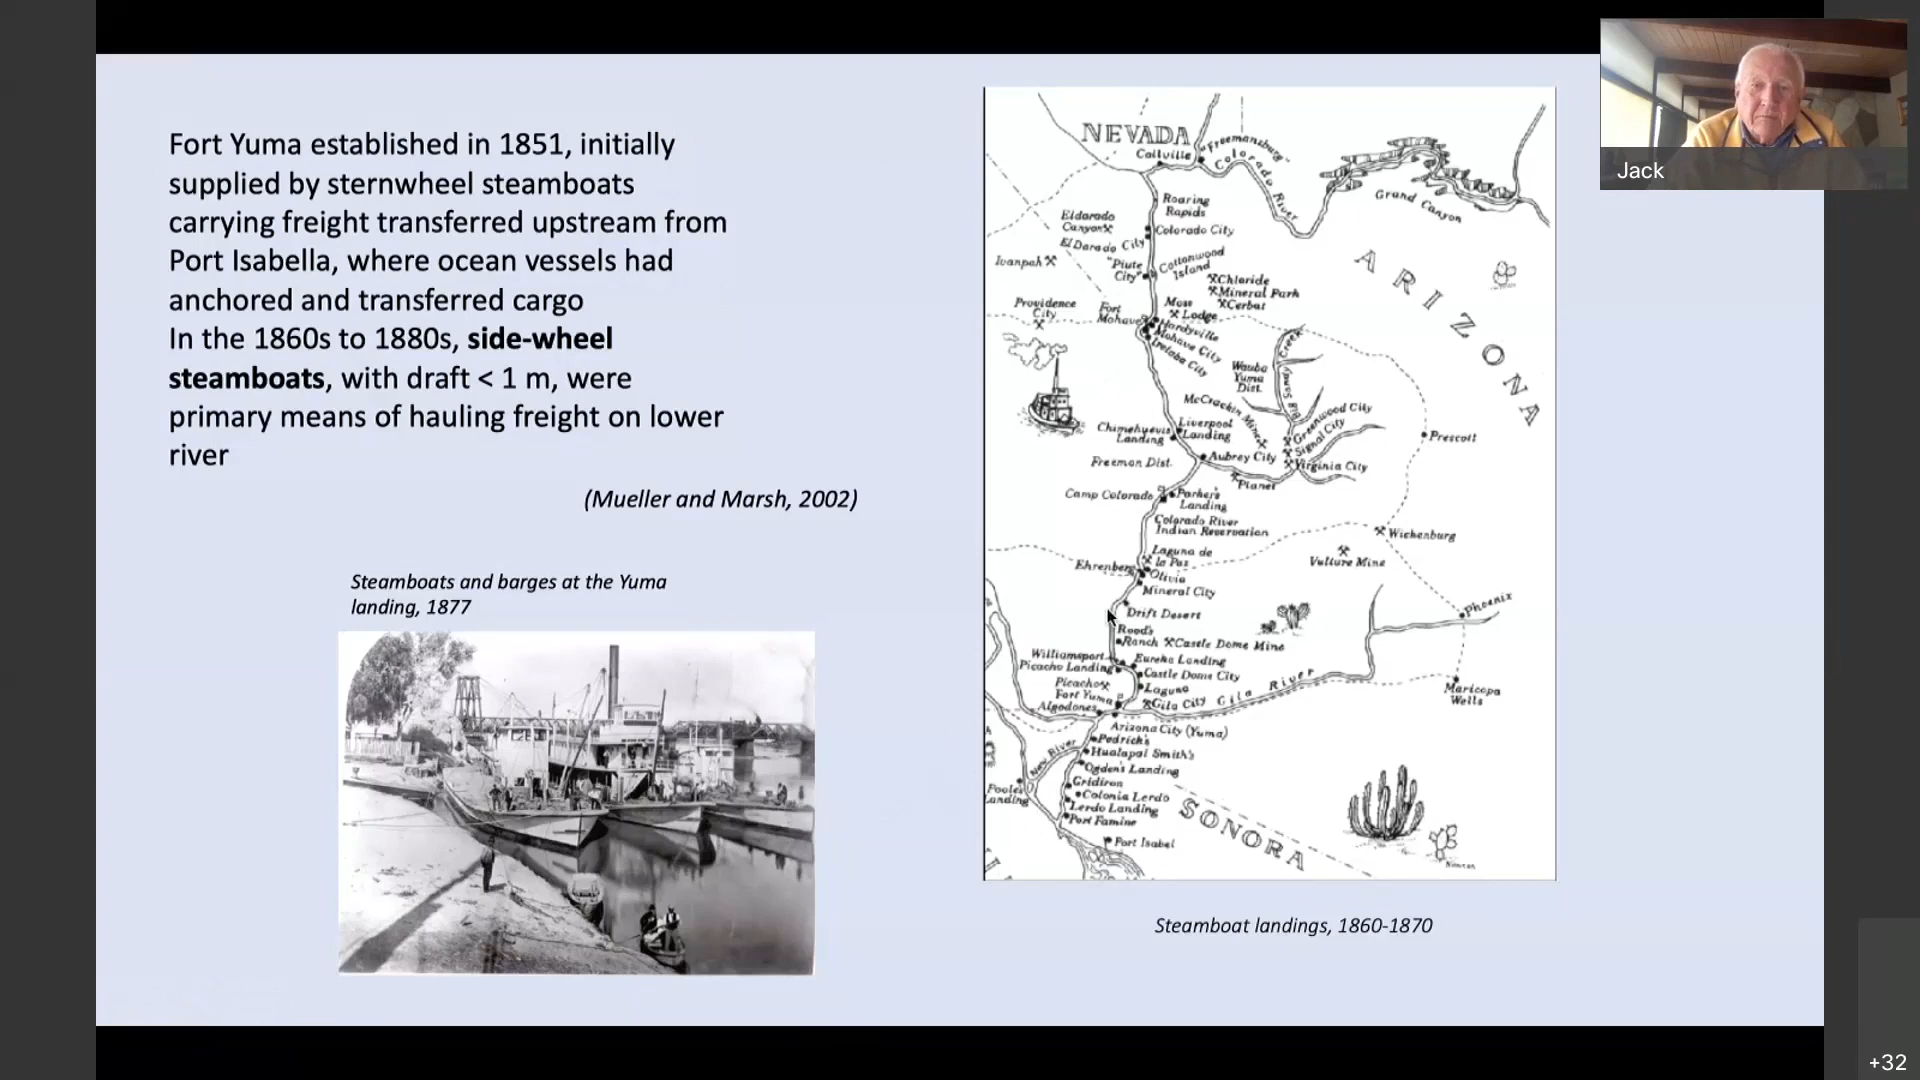 Fort Yuma established in 1851, initially
supplied by sternwheel steamboats
carrying freight transferred upstream from
Port Isabella, where ocean vessels had
anchored and transferred cargo
In the 1860s to 1880s, side-wheel
steamboats, with draft < 1 m, were
primary means of hauling freight on lower
river
(Mueller and Marsh, 2002)
Steamboats and barges at the Yuma
landing, 1877
NEVADA
Callville
"Freemansburg"
Colorado River
Grand Canyon
Roaring
Rapids
Eldorado
Canyon
Colorado City
El Dorado City
Cottonwood
Island
Ivanpah
"Piute
City"
Chloride
Mineral Park
Cerbat
ARIZONA
Providence
City
Fort
Mohave
Moss
Lodge
Hardyville
Mohave City
Iretaba City
Wauba
Yuma
Dist.
Big Sandy Creek
McCrackin Mine
Greenwood City
Signal City
Virginia City
Chimehuevis
Landing
Liverpool
Landing
Prescott
Freeman Dist.
Aubrey City
Planet
Camp Colorado
Parker's
Landing
Colorado River
Indian Reservation
Wickenburg
Vulture Mine
Laguna de
la Paz
Ehrenberg
Olivia
Mineral City
Drift Desert
Phoenix
Rood's
Ranch
Castle Dome Mine
Williamsport
Picacho Landing
Eureka Landing
Castle Dome City
Picacho
Laguna
Fort Yuma
Gila City
Gila River
Maricopa
Wells
Algodones
Arizona City (Yuma)
Pedrick's
New River
Hualapai Smith's
Ogden's Landing
Gridiron
Pooles
Landing
Colonia Lerdo
Lerdo Landing
Port Famine
Port Isabel
SONORA
Steamboat landings, 1860-1870
Jack
+32